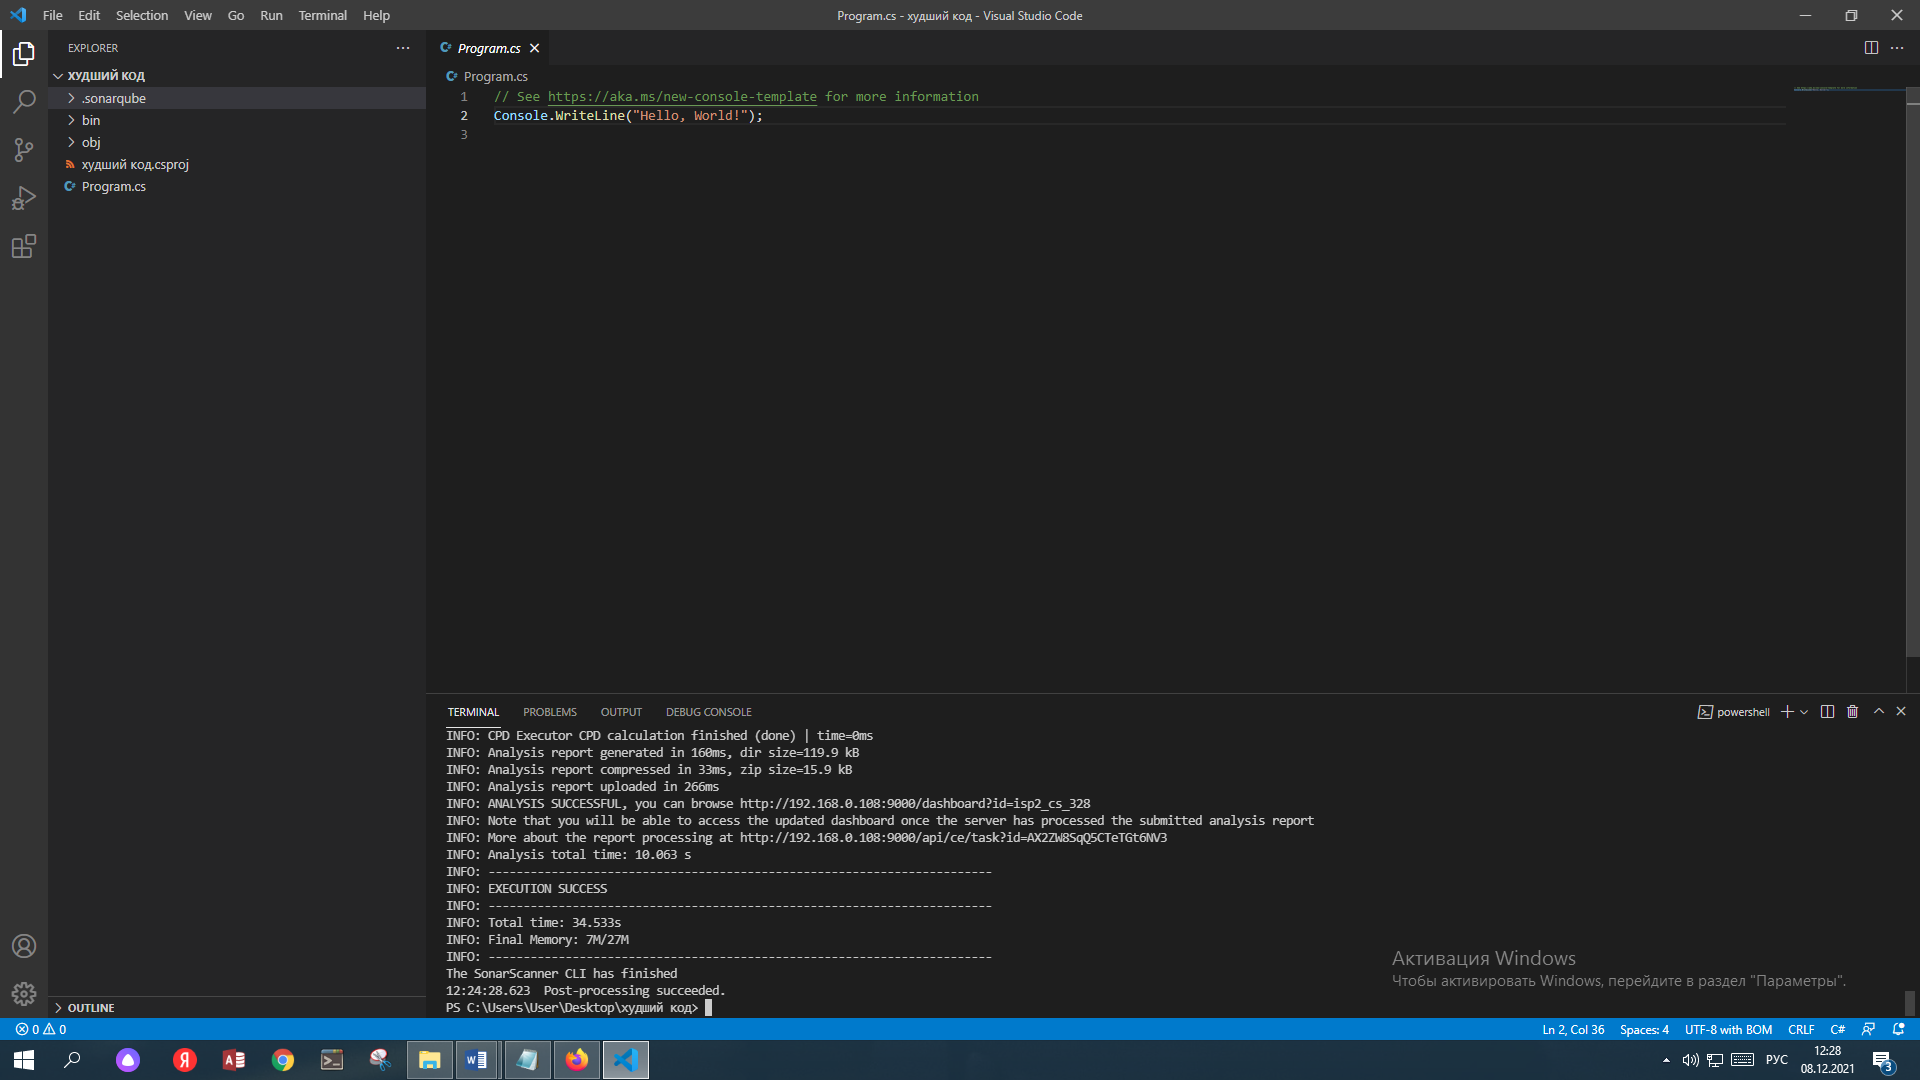 File Edit Selection View Go Run Terminal Help
Program.cs - худший код - Visual Studio Code
EXPLORER
ХУДШИЙ КОД
.sonarqube
bin
obj
худший код.csproj
Program.cs
OUTLINE
Program.cs
Program.cs
1 // See https://aka.ms/new-console-template for more information
2 Console.WriteLine("Hello, World!");
3
TERMINAL PROBLEMS OUTPUT DEBUG CONSOLE
powershell
INFO: CPD Executor CPD calculation finished (done) | time=0ms
INFO: Analysis report generated in 160ms, dir size=119.9 kB
INFO: Analysis report compressed in 33ms, zip size=15.9 kB
INFO: Analysis report uploaded in 266ms
INFO: ANALYSIS SUCCESSFUL, you can browse http://192.168.0.108:9000/dashboard?id=isp2_cs_328
INFO: Note that you will be able to access the updated dashboard once the server has processed the submitted analysis report
INFO: More about the report processing at http://192.168.0.108:9000/api/ce/task?id=AX2ZW8SqQ5CTeTGt6NV3
INFO: Analysis total time: 10.063 s
INFO: ------------------------------------------------------------------------
INFO: EXECUTION SUCCESS
INFO: ------------------------------------------------------------------------
INFO: Total time: 34.533s
INFO: Final Memory: 7M/27M
INFO: ------------------------------------------------------------------------
The SonarScanner CLI has finished
12:24:28.623  Post-processing succeeded.
PS C:\Users\User\Desktop\худший код>
Активация Windows
Чтобы активировать Windows, перейдите в раздел "Параметры".
0 0
Ln 2, Col 36 Spaces: 4 UTF-8 with BOM CRLF C#
РУС
12:28
08.12.2021
3